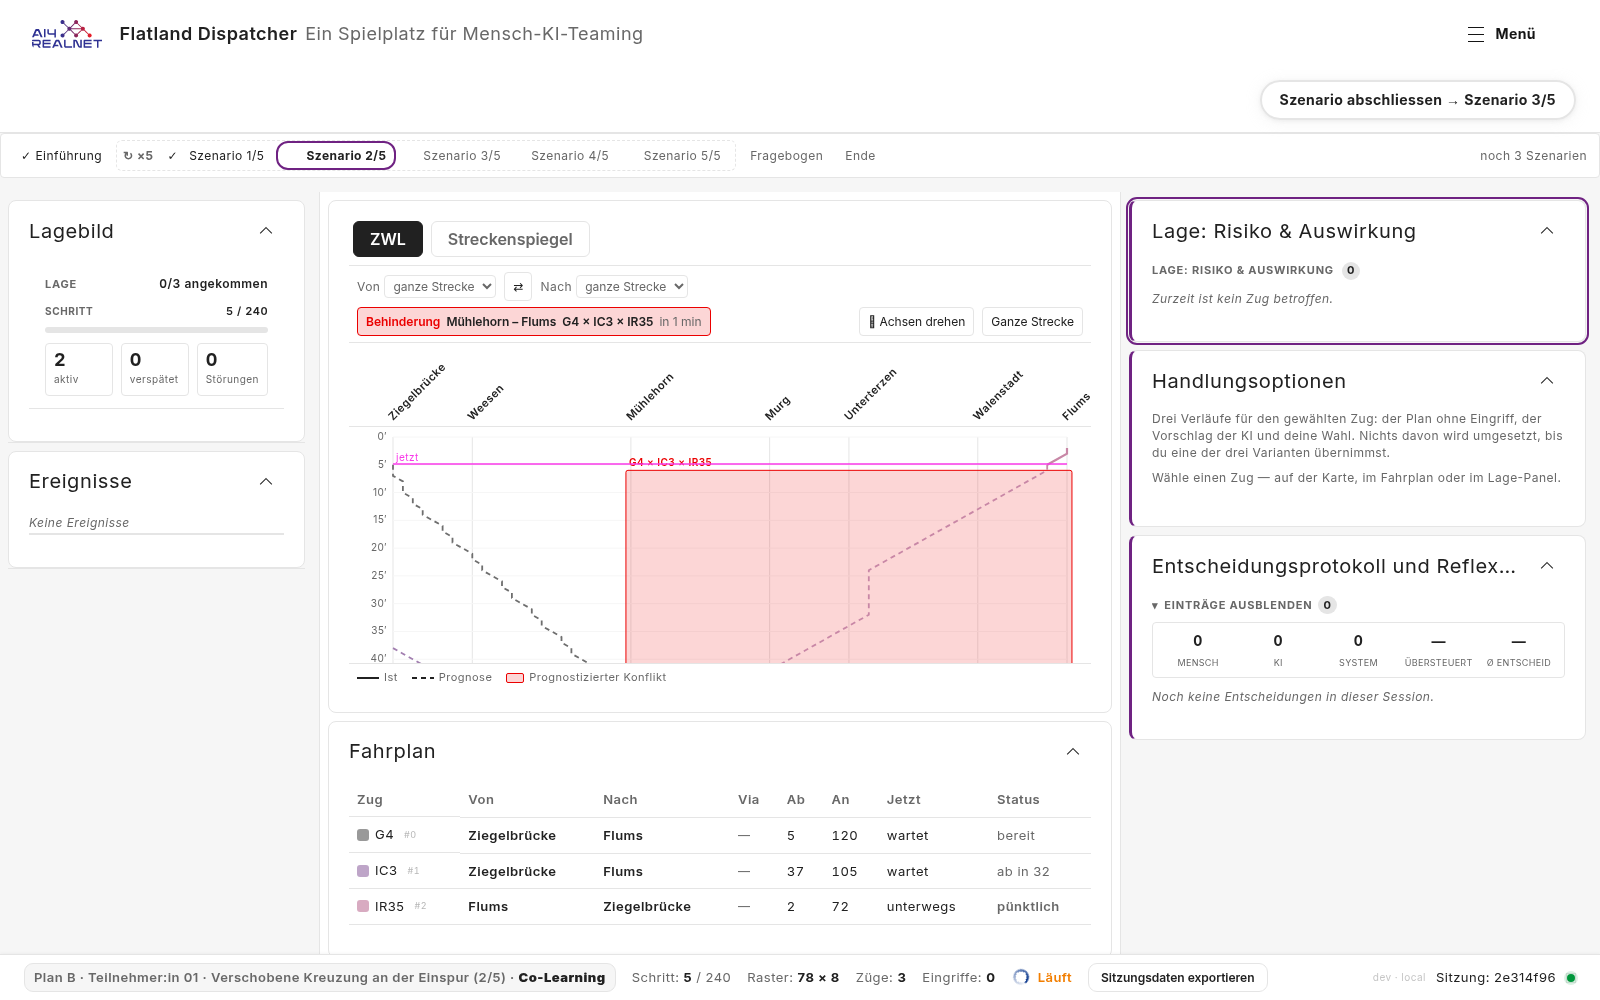 AI4 REALNET
Flatland Dispatcher Ein Spielplatz für Mensch-KI-Teaming
Menü
Szenario abschliessen → Szenario 3/5
✓ Einführung ↻ ×5 ✓ Szenario 1/5 Szenario 2/5 Szenario 3/5 Szenario 4/5 Szenario 5/5 Fragebogen Ende noch 3 Szenarien
Lagebild
LAGE 0/3 angekommen
SCHRITT 5 / 240
2 0 0
aktiv verspätet Störungen
Ereignisse
Keine Ereignisse
ZWL Streckenspiegel
Von ganze Strecke ⇄ Nach ganze Strecke
Behinderung Mühlehorn – Flums G4 × IC3 × IR35 in 1 min
Achsen drehen Ganze Strecke
Ziegelbrücke Weesen Mühlehorn Murg Unterterzen Walenstadt Flums
0'
jetzt
G4 × IC3 × IR35
5'
10'
15'
20'
25'
30'
35'
40'
Ist Prognose Prognostizierter Konflikt
Fahrplan
Zug Von Nach Via Ab An Jetzt Status
G4 #0 Ziegelbrücke Flums — 5 120 wartet bereit
IC3 #1 Ziegelbrücke Flums — 37 105 wartet ab in 32
IR35 #2 Flums Ziegelbrücke — 2 72 unterwegs pünktlich
Lage: Risiko & Auswirkung
LAGE: RISIKO & AUSWIRKUNG 0
Zurzeit ist kein Zug betroffen.
Handlungsoptionen
Drei Verläufe für den gewählten Zug: der Plan ohne Eingriff, der
Vorschlag der KI und deine Wahl. Nichts davon wird umgesetzt, bis
du eine der drei Varianten übernimmst.
Wähle einen Zug — auf der Karte, im Fahrplan oder im Lage-Panel.
Entscheidungsprotokoll und Reflex...
▾ EINTRÄGE AUSBLENDEN 0
0 0 0 — —
MENSCH KI SYSTEM ÜBERSTEUERT Ø ENTSCHEID
Noch keine Entscheidungen in dieser Session.
Plan B · Teilnehmer:in 01 · Verschobene Kreuzung an der Einspur (2/5) · Co-Learning Schritt: 5 / 240 Raster: 78 × 8 Züge: 3 Eingriffe: 0 Läuft Sitzungsdaten exportieren dev · local Sitzung: 2e314f96